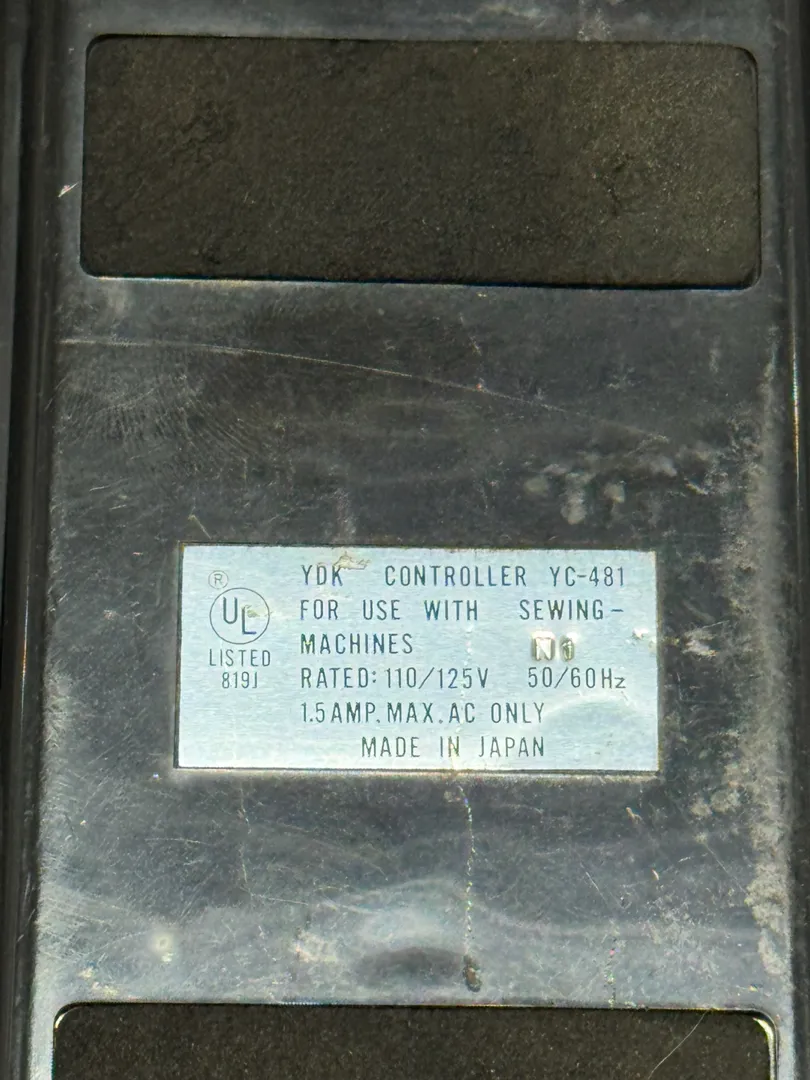 YDK CONTROLLER YC-481
® UL FOR USE WITH SEWING-
MACHINES N1
LISTED
819J RATED: 110/125V 50/60Hz
1.5AMP. MAX. AC ONLY
MADE IN JAPAN